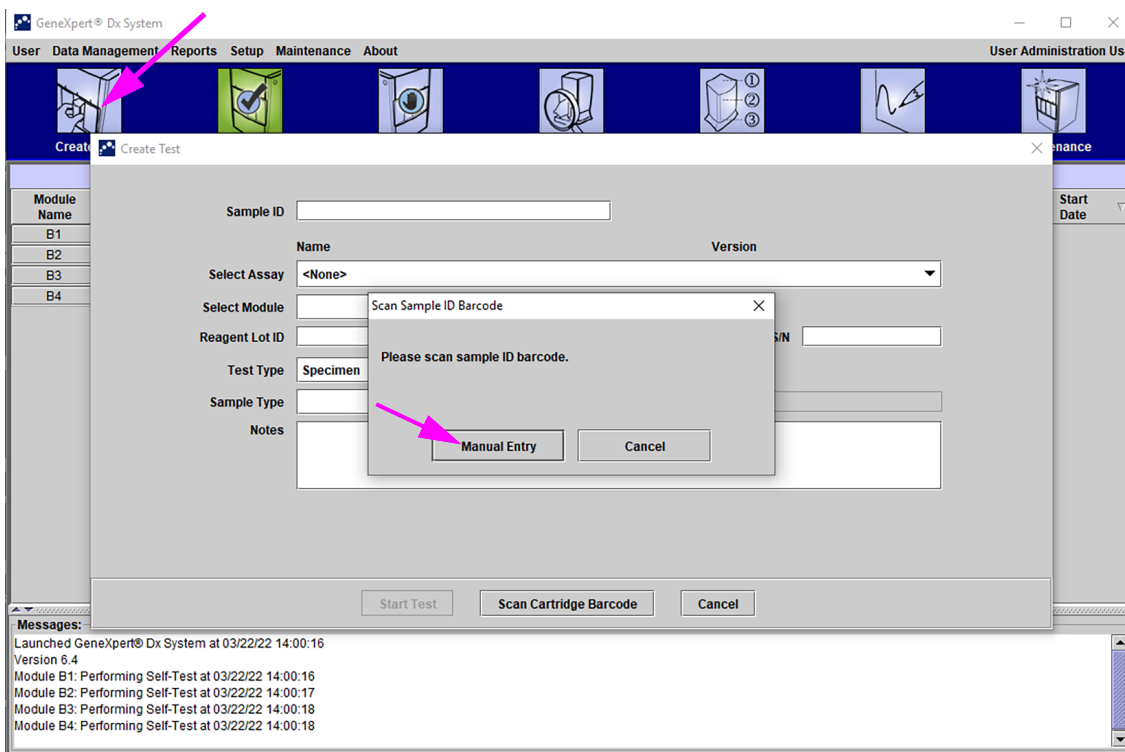 GeneXpert® Dx System
User Data Management Reports Setup Maintenance About User Administration Us
① ② ③
Create
enance
Create Test
Module Name
Start Date
B1
B2
B3
B4
Sample ID
Name Version
Select Assay <None>
Select Module
Reagent Lot ID S/N
Test Type Specimen
Sample Type
Notes
Scan Sample ID Barcode
Please scan sample ID barcode.
Manual Entry Cancel
Start Test Scan Cartridge Barcode Cancel
Messages:
Launched GeneXpert® Dx System at 03/22/22 14:00:16
Version 6.4
Module B1: Performing Self-Test at 03/22/22 14:00:16
Module B2: Performing Self-Test at 03/22/22 14:00:17
Module B3: Performing Self-Test at 03/22/22 14:00:18
Module B4: Performing Self-Test at 03/22/22 14:00:18